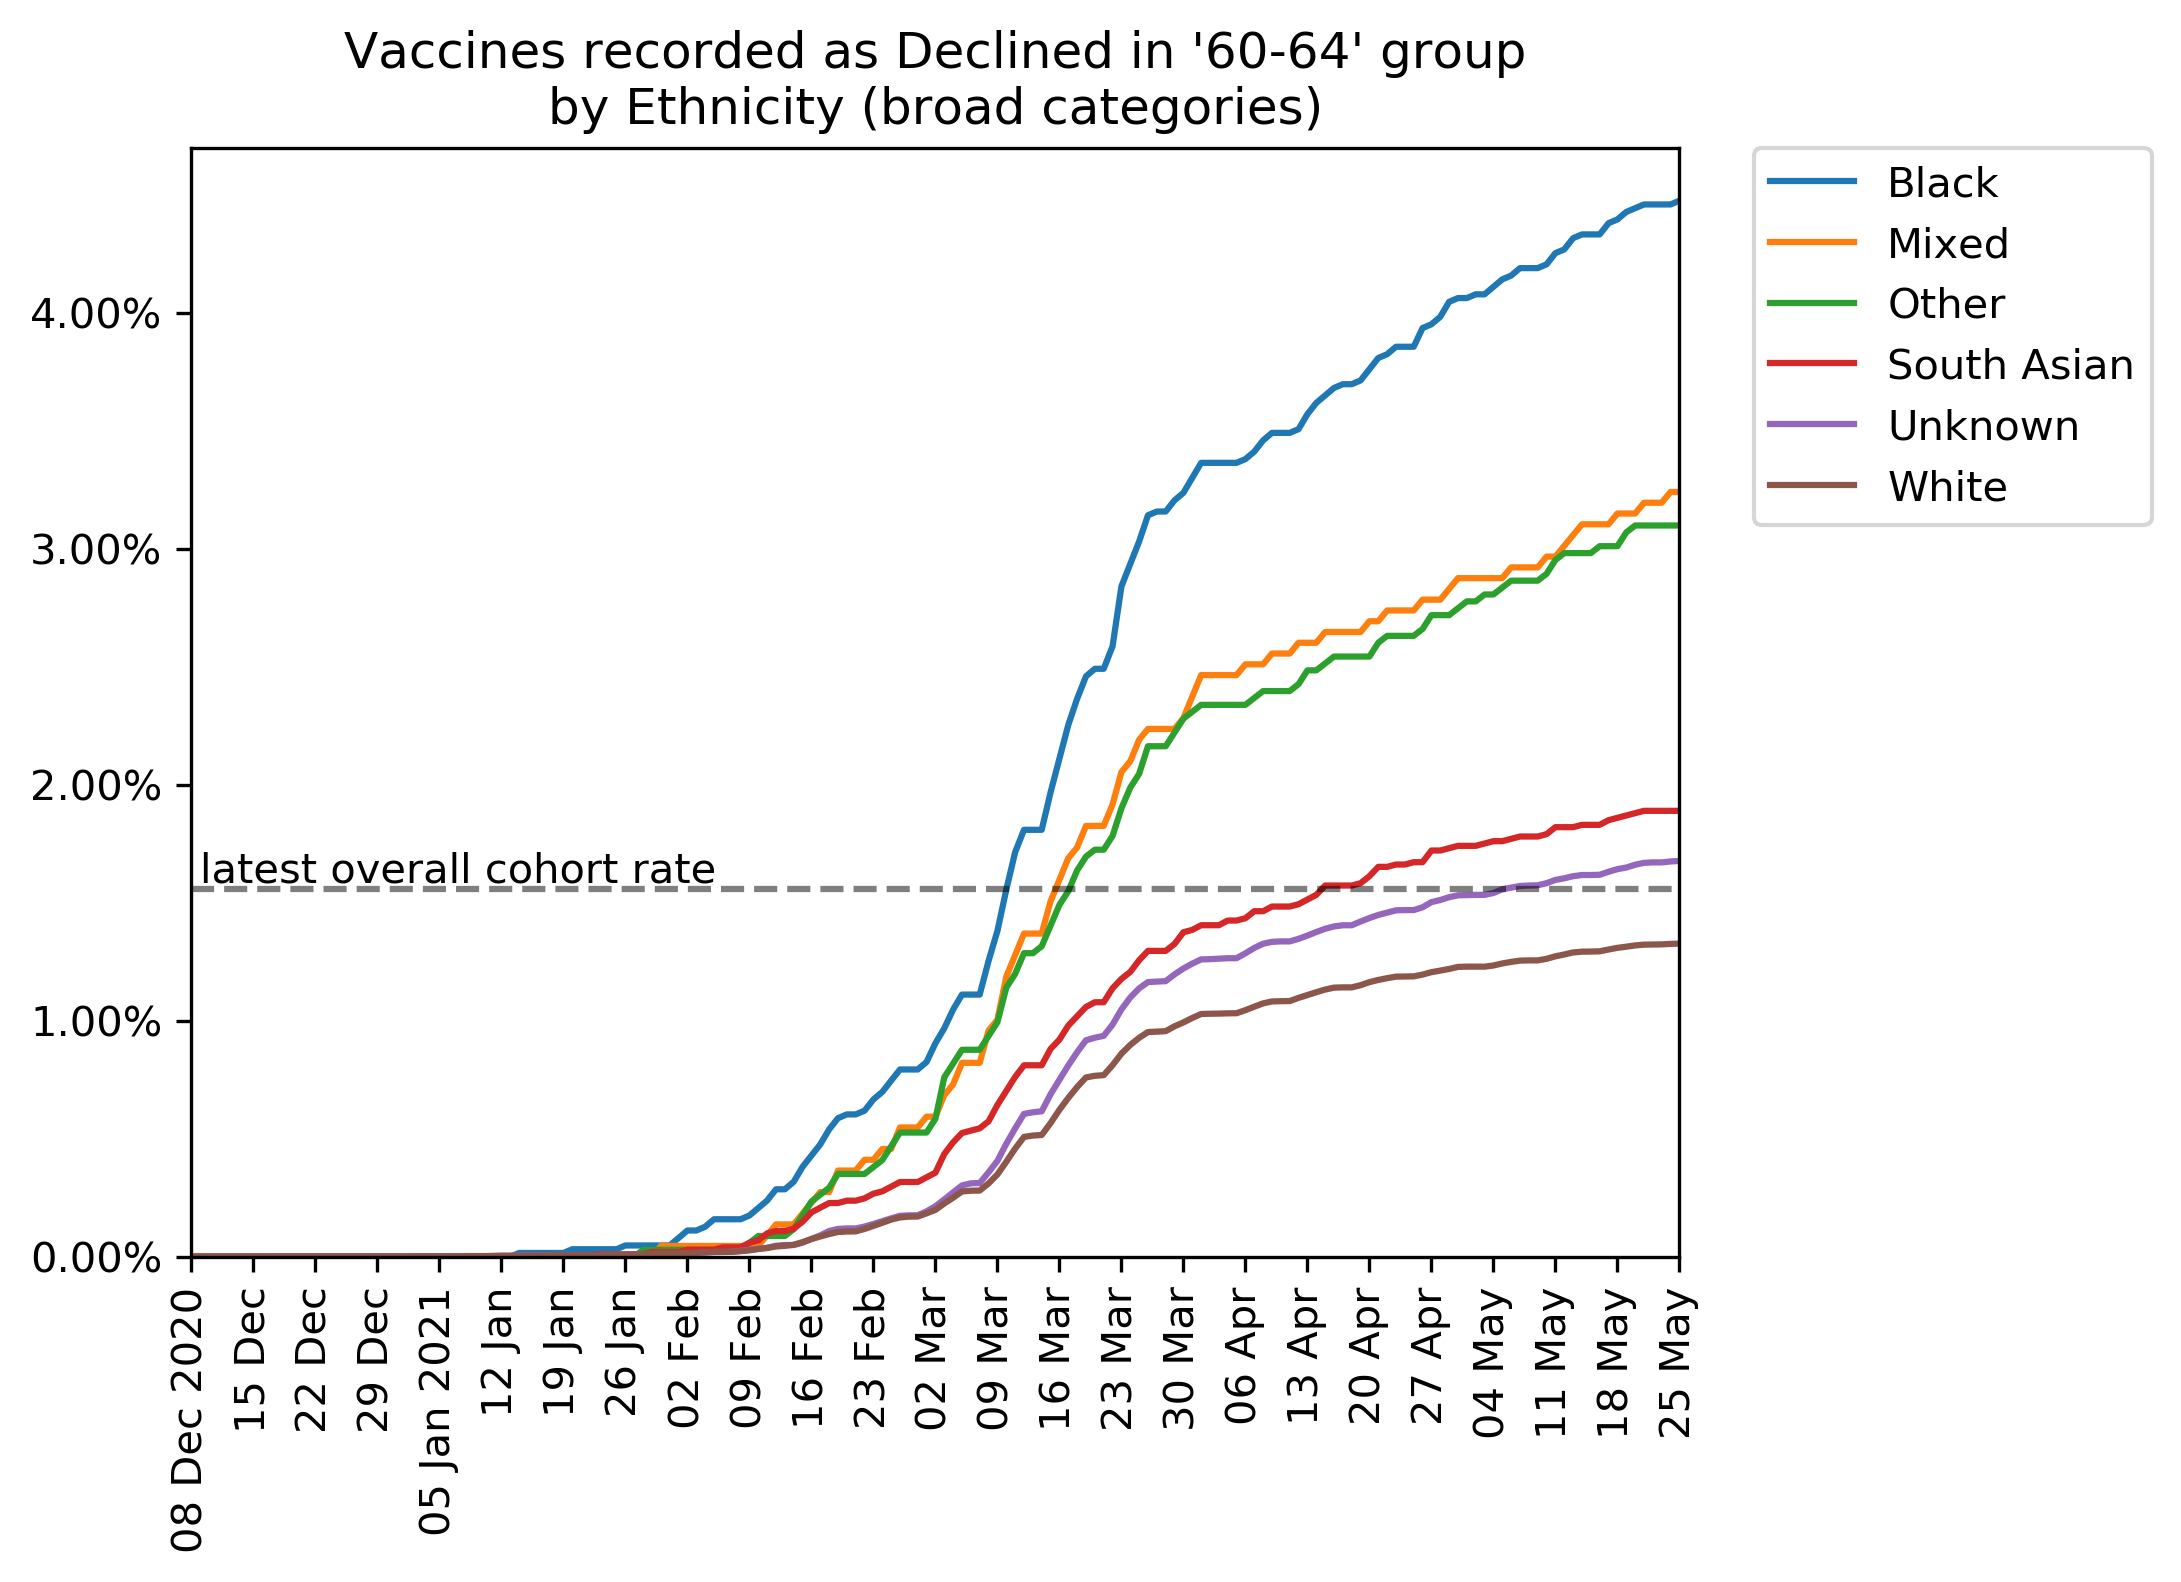 Vaccines recorded as Declined in '60-64' group
by Ethnicity (broad categories)
4.00%
3.00%
2.00%
1.00%
0.00%
latest overall cohort rate
08 Dec 2020
15 Dec
22 Dec
29 Dec
05 Jan 2021
12 Jan
19 Jan
26 Jan
02 Feb
09 Feb
16 Feb
23 Feb
02 Mar
09 Mar
16 Mar
23 Mar
30 Mar
06 Apr
13 Apr
20 Apr
27 Apr
04 May
11 May
18 May
25 May
Black
Mixed
Other
South Asian
Unknown
White